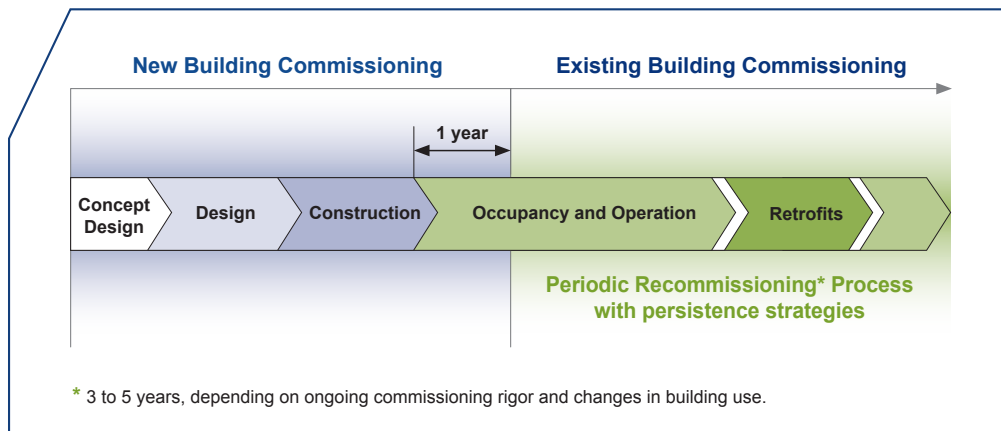 New Building Commissioning
Existing Building Commissioning
1 year
Concept
Design
Design
Construction
Occupancy and Operation
Retrofits
Periodic Recommissioning* Process
with persistence strategies
* 3 to 5 years, depending on ongoing commissioning rigor and changes in building use.